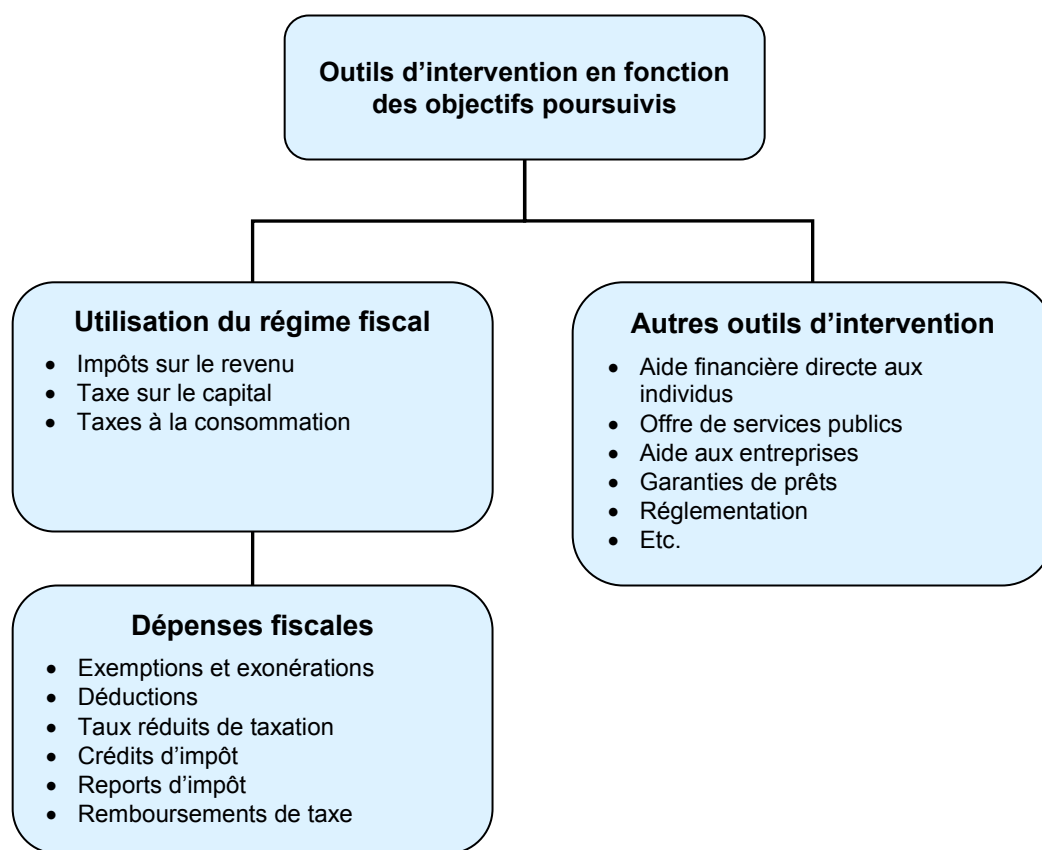 Outils d’intervention en fonction
des objectifs poursuivis
Utilisation du régime fiscal
• Impôts sur le revenu
• Taxe sur le capital
• Taxes à la consommation
Autres outils d’intervention
• Aide financière directe aux
individus
• Offre de services publics
• Aide aux entreprises
• Garanties de prêts
• Réglementation
• Etc.
Dépenses fiscales
• Exemptions et exonérations
• Déductions
• Taux réduits de taxation
• Crédits d’impôt
• Reports d’impôt
• Remboursements de taxe